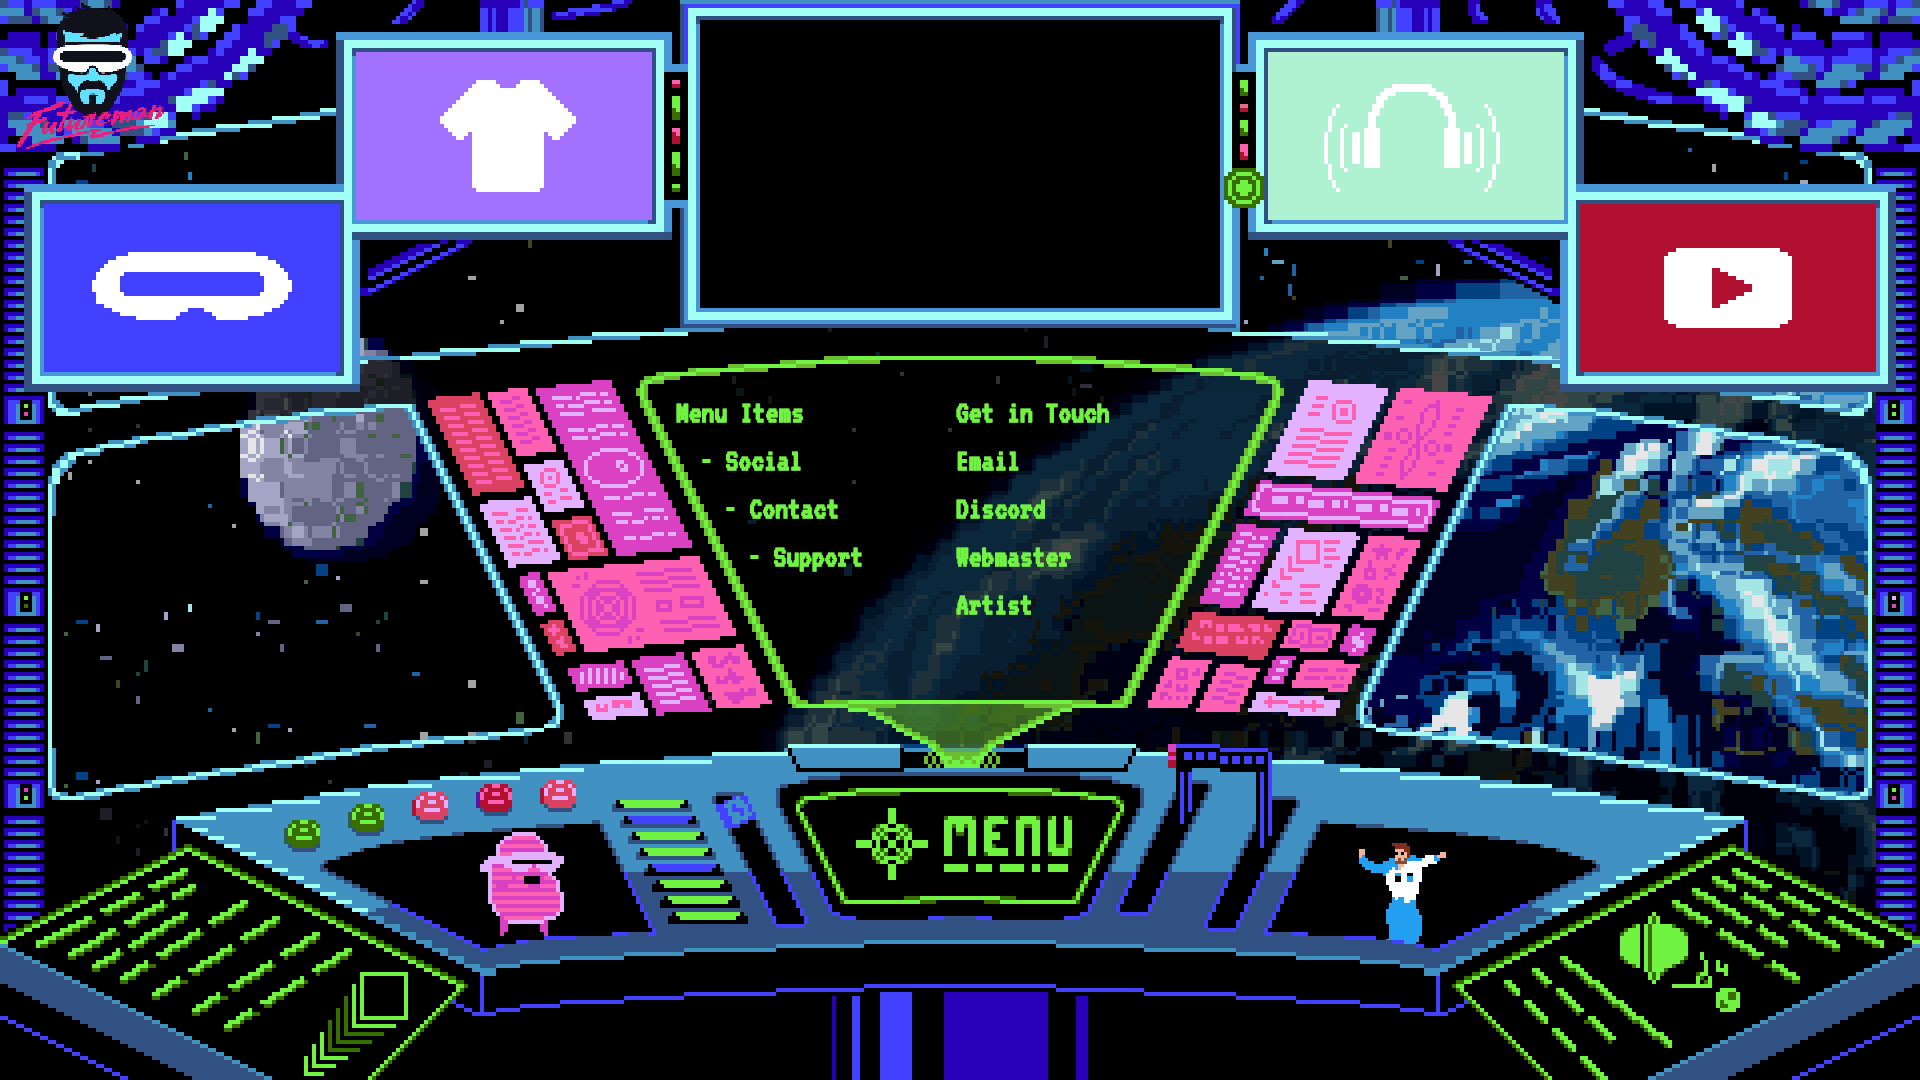 Futureman
Menu Items
- Social
- Contact
- Support
Get in Touch
Email
Discord
Webmaster
Artist
MENU